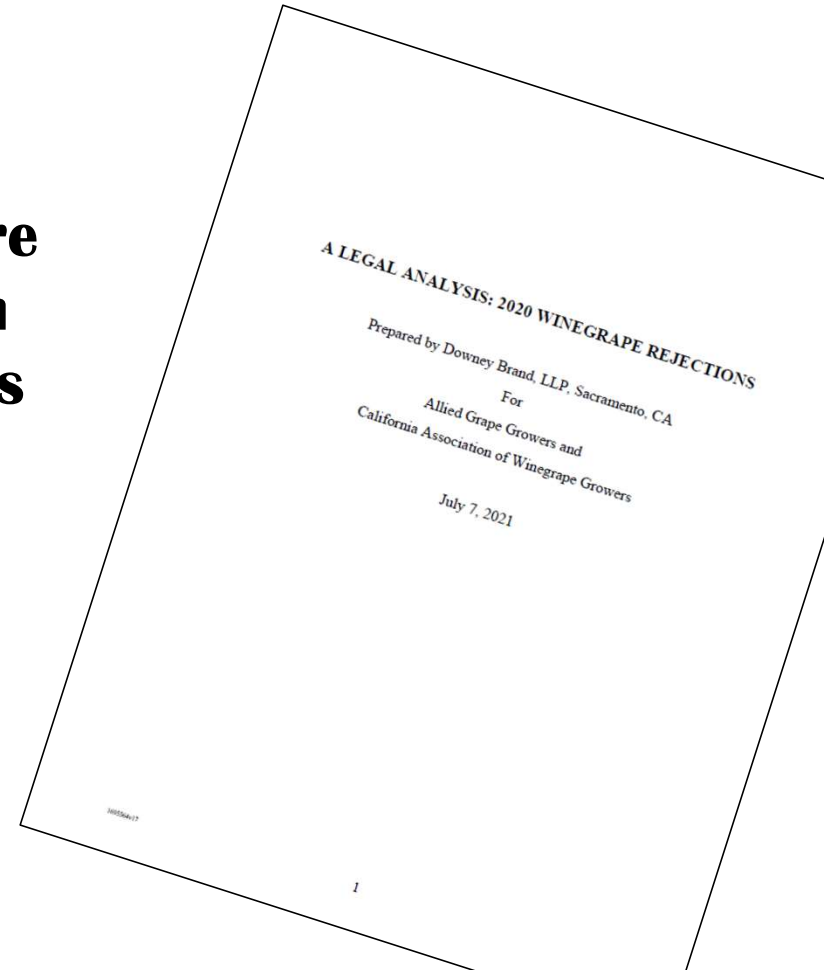 re
s
A LEGAL ANALYSIS: 2020 WINEGRAPE REJECTIONS
Prepared by Downey Brand, LLP, Sacramento, CA
For
Allied Grape Growers and
California Association of Winegrape Growers
July 7, 2021
1